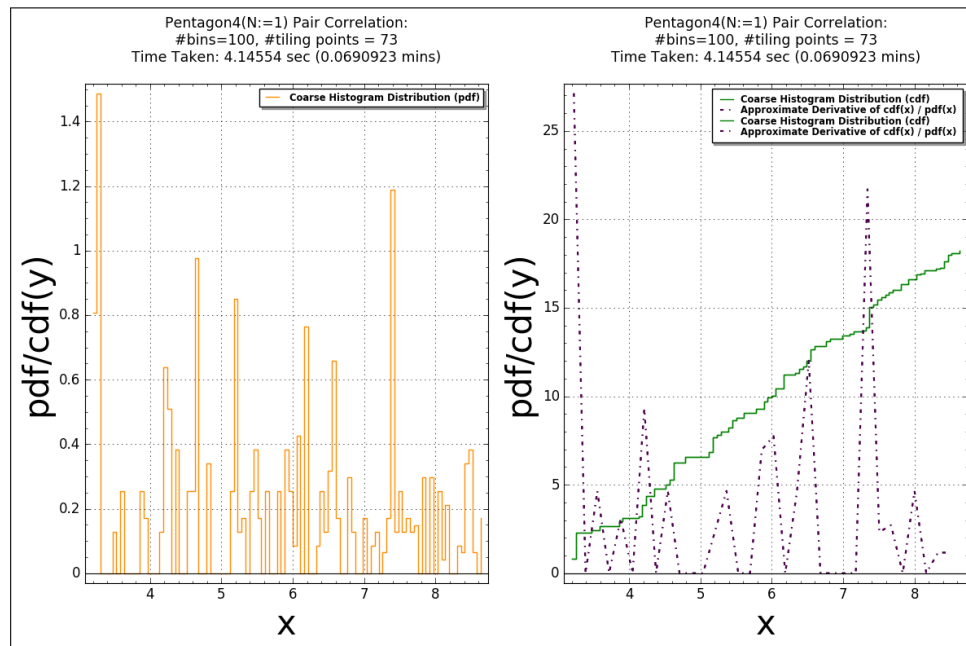 Pentagon4(N:=1) Pair Correlation:
#bins=100, #tiling points = 73
Time Taken: 4.14554 sec (0.0690923 mins)
Coarse Histogram Distribution (pdf)
1.4
1.2
1
0.8
0.6
0.4
0.2
0
pdf/cdf(y)
4
5
6
7
8
x
Pentagon4(N:=1) Pair Correlation:
#bins=100, #tiling points = 73
Time Taken: 4.14554 sec (0.0690923 mins)
Coarse Histogram Distribution (cdf)
Approximate Derivative of cdf(x) / pdf(x)
Coarse Histogram Distribution (cdf)
Approximate Derivative of cdf(x) / pdf(x)
25
20
15
10
5
0
pdf/cdf(y)
4
5
6
7
8
x